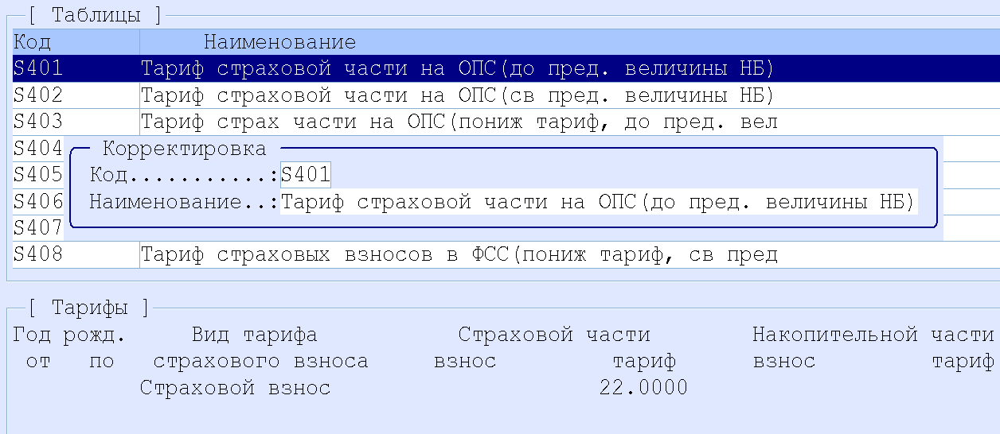 [ Таблицы ]
Код Наименование
S401 Тариф страховой части на ОПС(до пред. величины НБ)
S402 Тариф страховой части на ОПС(св пред. величины НБ)
S403 Тариф страх части на ОПС(пониж тариф, до пред. вел
S404 Корректировка
S405 Код...........:S401
S406 Наименование..:Тариф страховой части на ОПС(до пред. величины НБ)
S407
S408 Тариф страховых взносов в ФСС(пониж тариф, св пред
[ Тарифы ]
Год рожд. Вид тарифа Страховой части Накопительной части
от по страхового взноса взнос тариф взнос тариф
Страховой взнос 22.0000